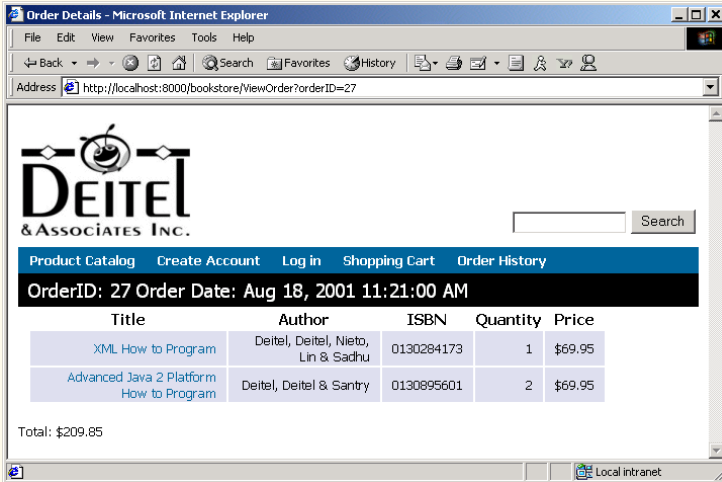 Order Details - Microsoft Internet Explorer
File Edit View Favorites Tools Help
Back Search Favorites History
Address http://localhost:8000/bookstore/ViewOrder?orderID=27
DEITEL
& ASSOCIATES INC.
Search
Product Catalog Create Account Log in Shopping Cart Order History
OrderID: 27 Order Date: Aug 18, 2001 11:21:00 AM
Title Author ISBN Quantity Price
XML How to Program Deitel, Deitel, Nieto, Lin & Sadhu 0130284173 1 $69.95
Advanced Java 2 Platform How to Program Deitel, Deitel & Santry 0130895601 2 $69.95
Total: $209.85
Local intranet